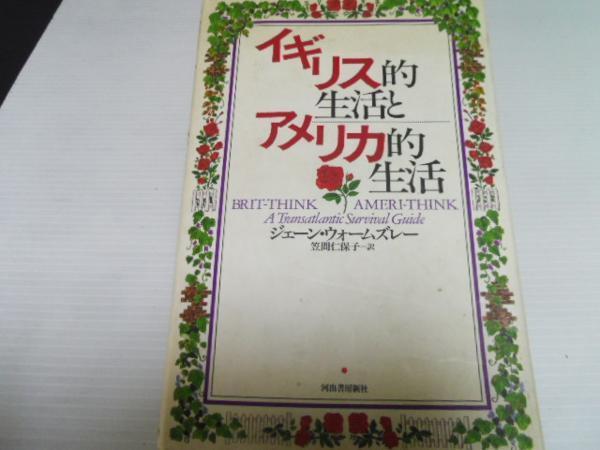 イギリス的
生活と
アメリカ的
生活
BRIT-THINK AMERI-THINK
A Transatlantic Survival Guide
ジェーン・ウォームズレー
笠間仁保子―訳
河出書房新社